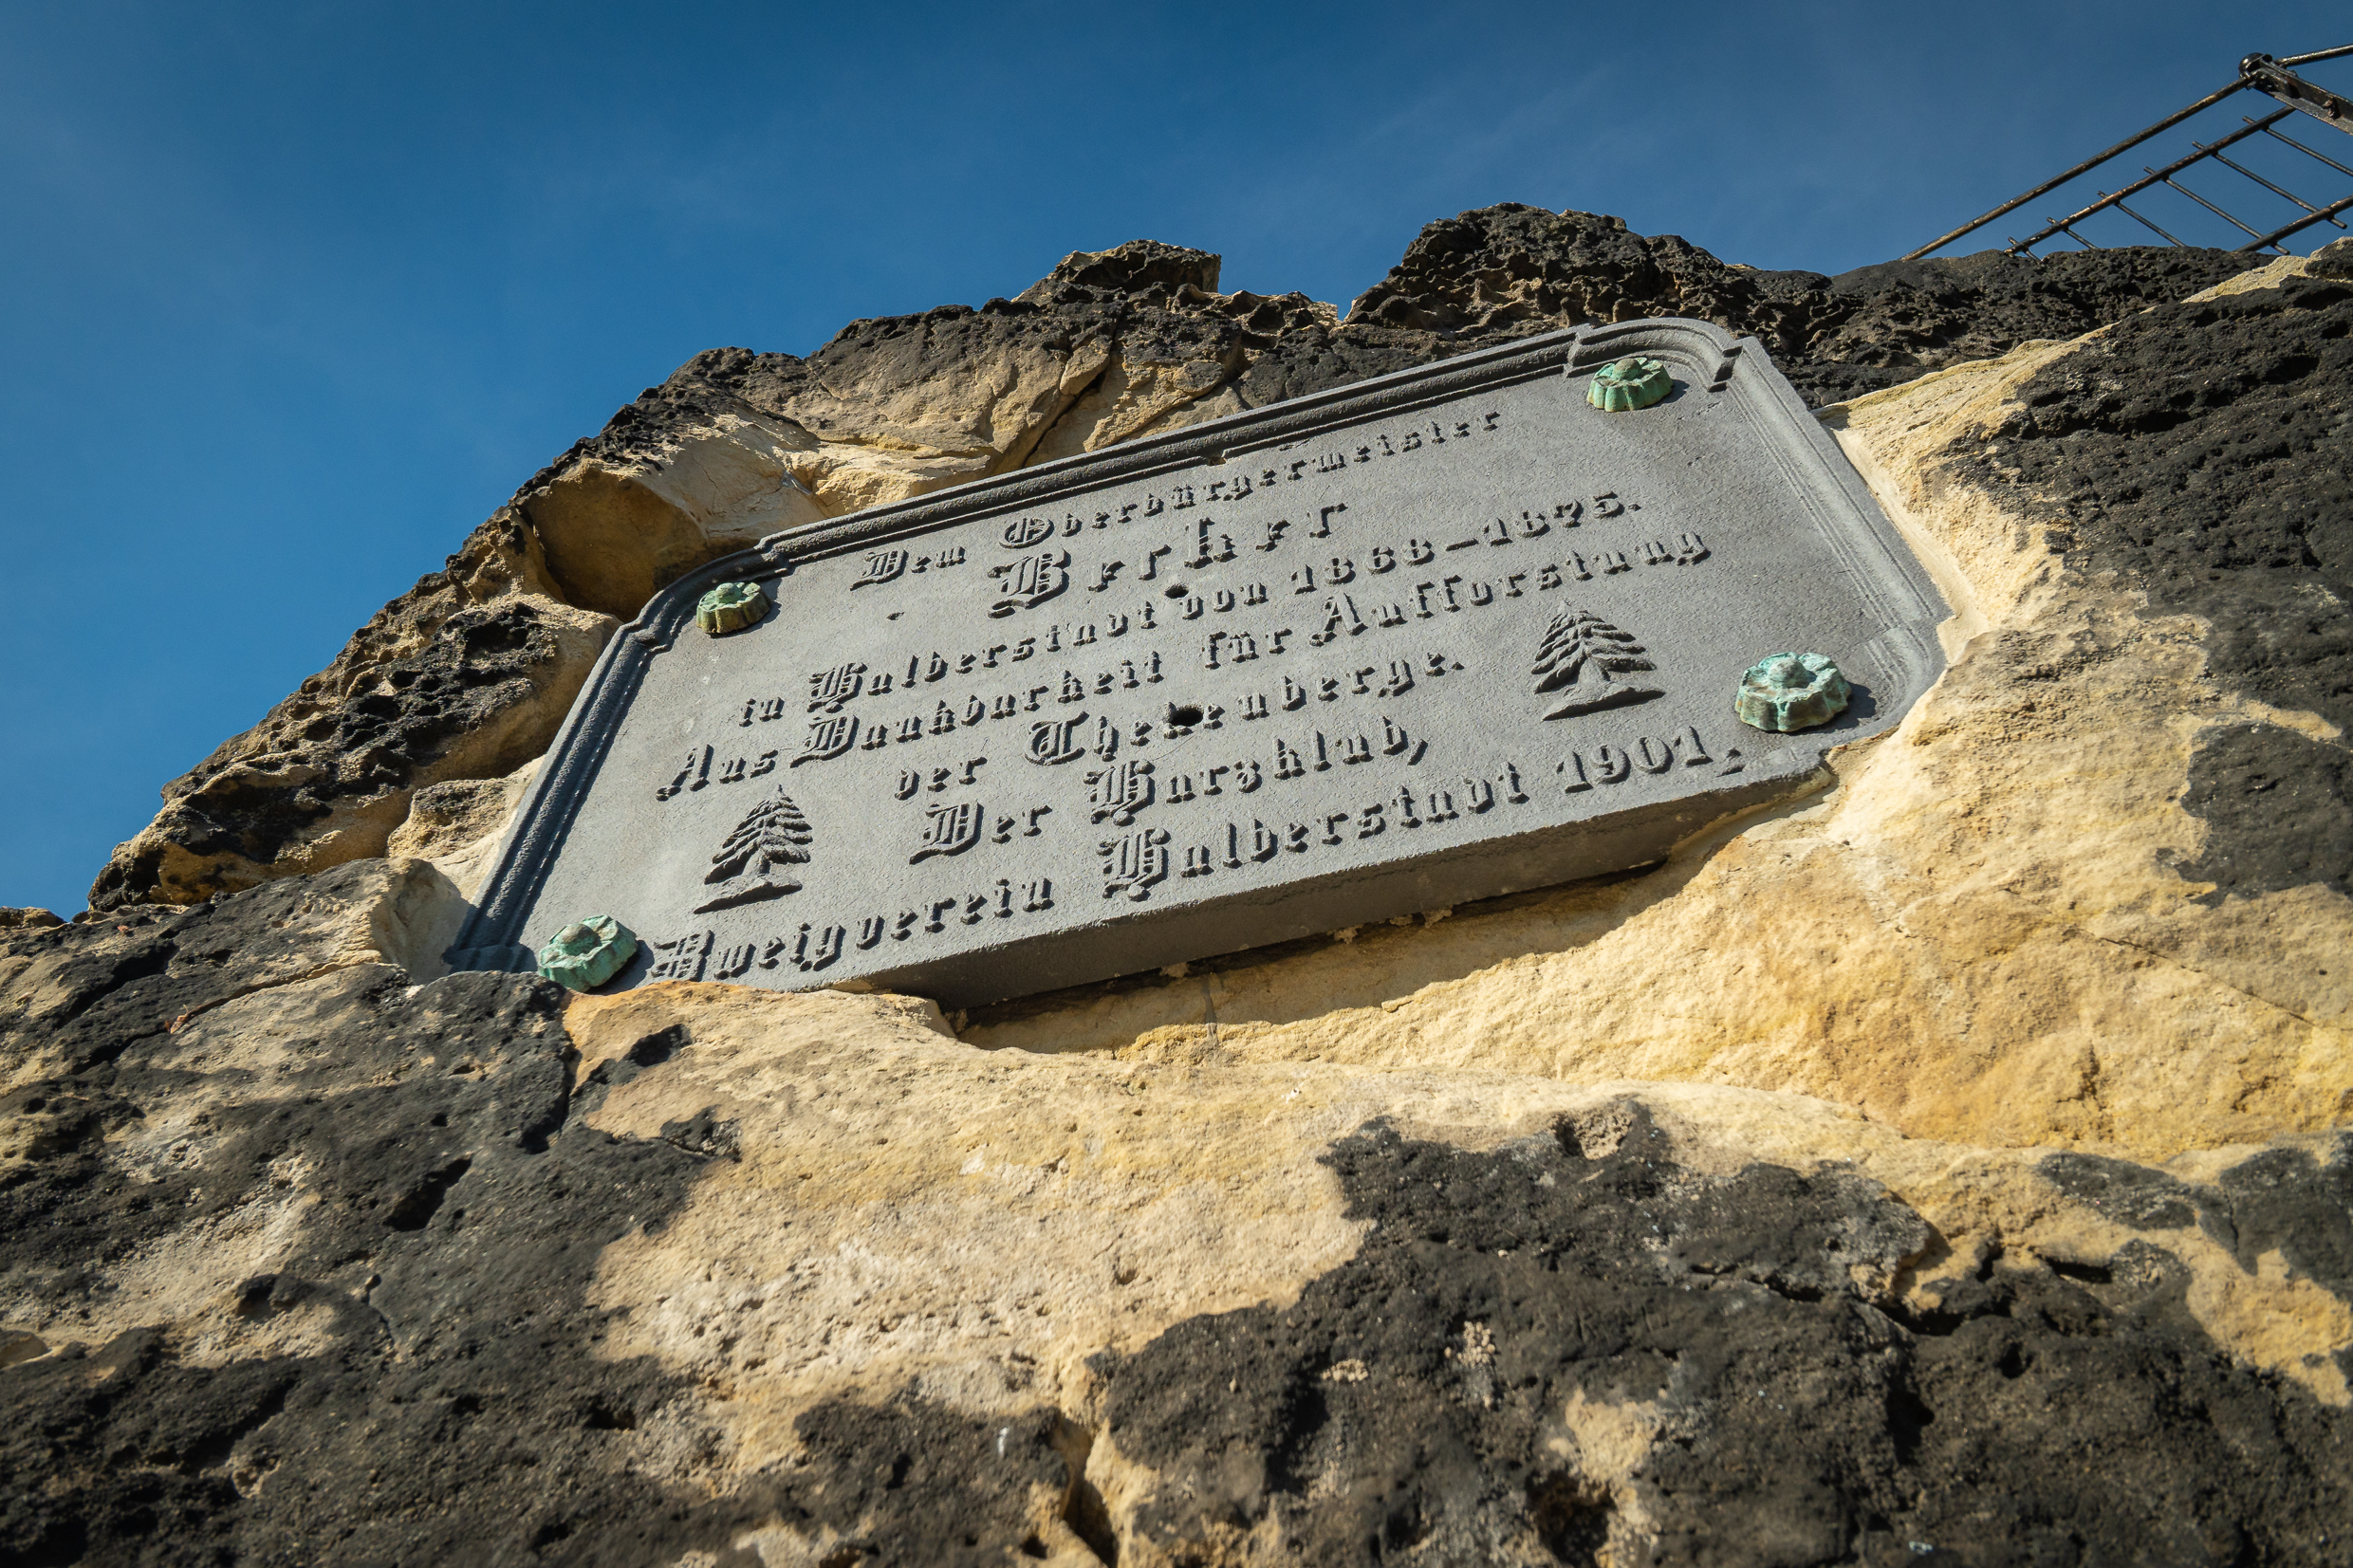 Dem Oberbürgermeister
Becker
in Halberstadt von 1868–1875.
Aus Dankbarkeit für Aufforstung
der Thekenberge.
Der Harzklub,
Zweigverein Halberstadt 1901.